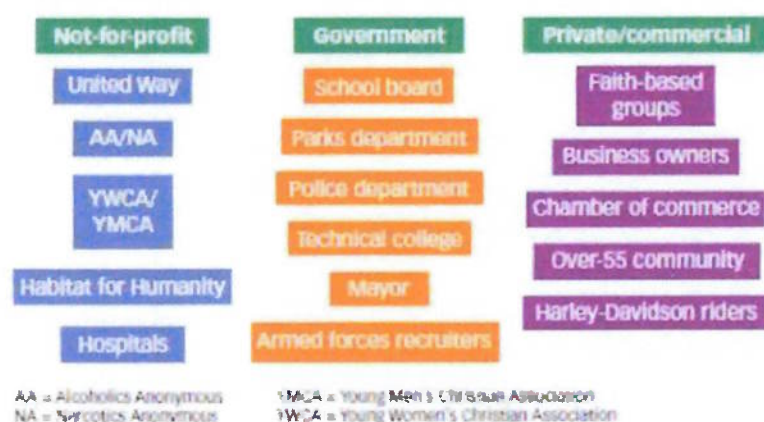 Not-for-profit
United Way
AA/NA
YWCA/
YMCA
Habitat for Humanity
Hospitals
Government
School board
Parks department
Police department
Technical college
Mayor
Armed forces recruiters
Private/commercial
Faith-based
groups
Business owners
Chamber of commerce
Over-55 community
Harley-Davidson riders
AA = Alcoholics Anonymous
NA = Narcotics Anonymous
YMCA = Young Men's Christian Association
YWCA = Young Women's Christian Association